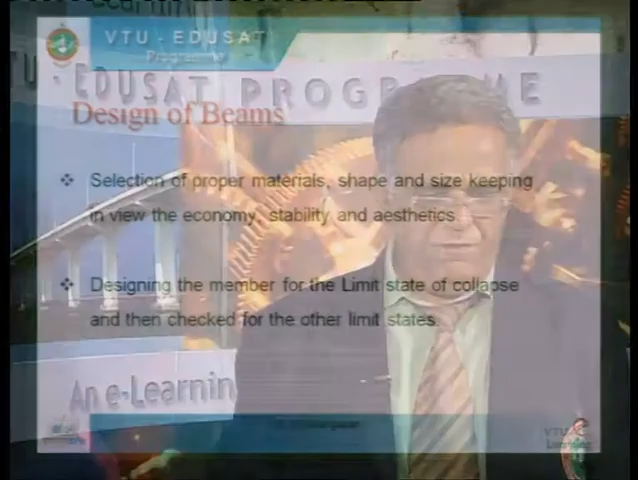 VTU - EDUSAT
Programme
EDUSAT PROGRAMME
Design of Beams
❖ Selection of proper materials, shape and size keeping
in view the economy, stability and aesthetics
❖ Designing the member for the Limit state of collapse
and then checked for the other limit states.
An e-Learnin
VTU